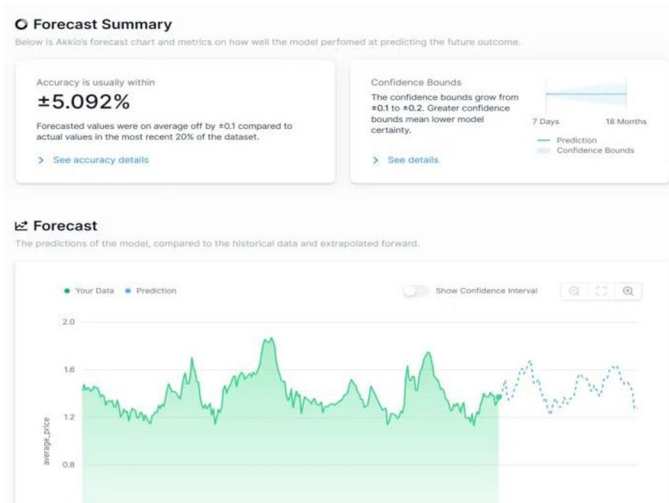 Forecast Summary
Below is Akkio's forecast chart and metrics on how well the model perfomed at predicting the future outcome.
Accuracy is usually within
±5.092%
Forecasted values were on average off by ±0.1 compared to
actual values in the most recent 20% of the dataset.
See accuracy details
Confidence Bounds
The confidence bounds grow from
±0.1 to ±0.2. Greater confidence
bounds mean lower model
certainty.
See details
7 Days
18 Months
Prediction
Confidence Bounds
Forecast
The predictions of the model, compared to the historical data and extrapolated forward.
Your Data
Prediction
Show Confidence Interval
2.0
1.6
1.2
0.8
average_price